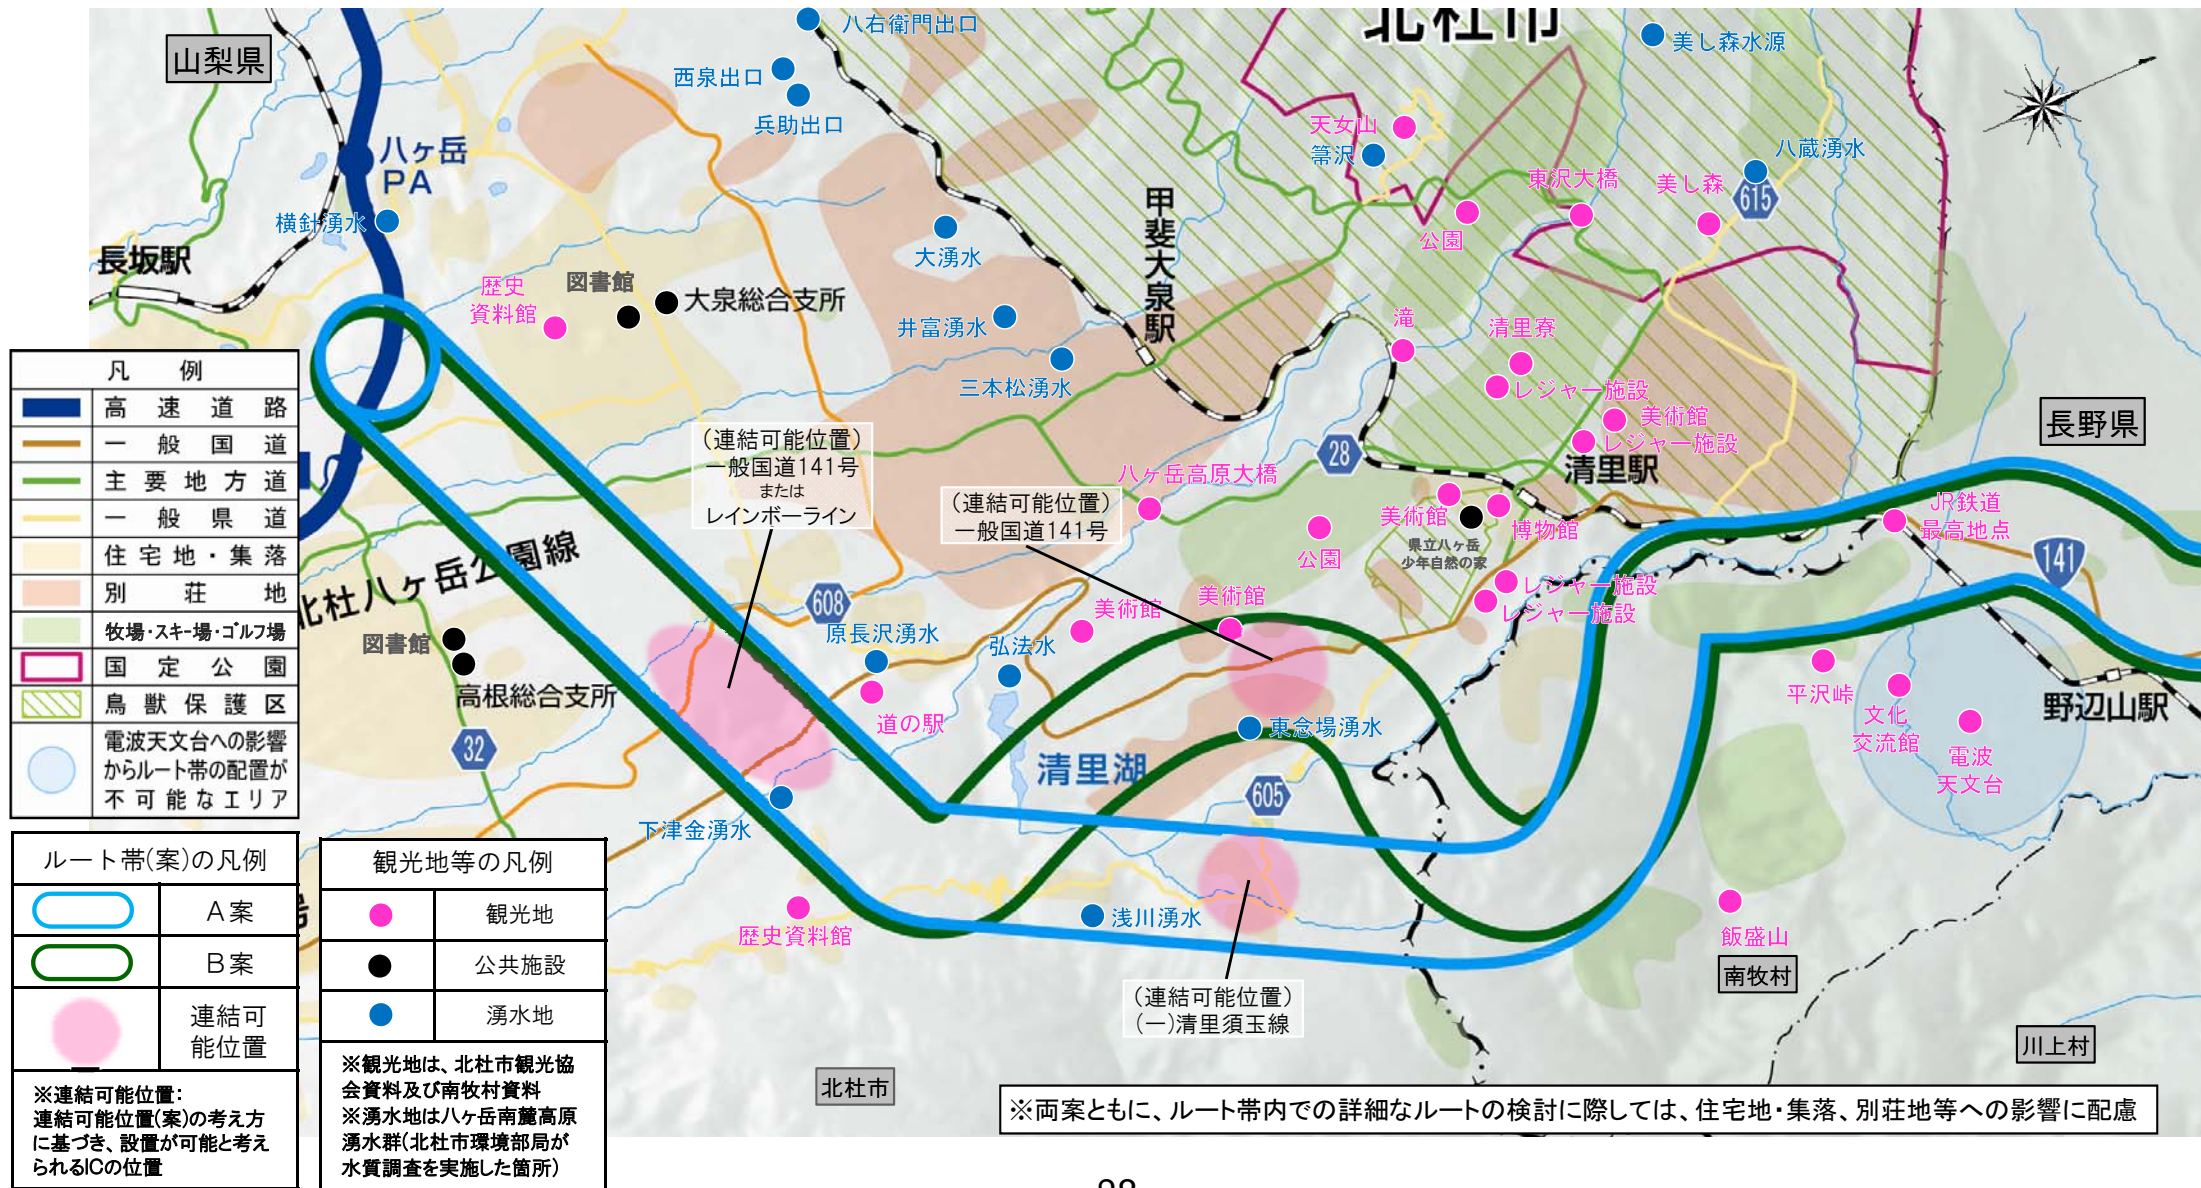 北杜市
山梨県
八右衛門出口
西泉出口
兵助出口
美し森水源
八ヶ岳
PA
天女山
箒沢
東沢大橋
美し森
八蔵湧水
615
横針湧水
長坂駅
大湧水
公園
甲斐大泉駅
歴史
資料館
図書館
大泉総合支所
井富湧水
三本松湧水
滝
清里寮
レジャー施設
美術館
レジャー施設
清里駅
28
長野県
凡 例
高速道路
一般国道
主要地方道
一般県道
住宅地・集落
別荘地
牧場・スキー場・ゴルフ場
国定公園
鳥獣保護区
電波天文台への影響
からルート帯の配置が
不可能なエリア
(連結可能位置)
一般国道141号
または
レインボーライン
(連結可能位置)
一般国道141号
八ヶ岳高原大橋
公園
美術館
博物館
県立八ヶ岳
少年自然の家
レジャー施設
レジャー施設
JR鉄道
最高地点
141
北杜八ヶ岳公園線
608
原長沢湧水
弘法水
美術館
美術館
図書館
高根総合支所
32
道の駅
東念場湧水
清里湖
605
平沢峠
文化
交流館
電波
天文台
野辺山駅
下津金湧水
歴史資料館
浅川湧水
飯盛山
南牧村
(連結可能位置)
(一)清里須玉線
川上村
北杜市
号
ルート帯(案)の凡例
A案
B案
連結可
能位置
※連結可能位置:
連結可能位置(案)の考え方
に基づき、設置が可能と考え
られるICの位置
観光地等の凡例
観光地
公共施設
湧水地
※観光地は、北杜市観光協
会資料及び南牧村資料
※湧水地は八ヶ岳南麓高原
湧水群(北杜市環境部局が
水質調査を実施した箇所)
※両案ともに、ルート帯内での詳細なルートの検討に際しては、住宅地・集落、別荘地等への影響に配慮